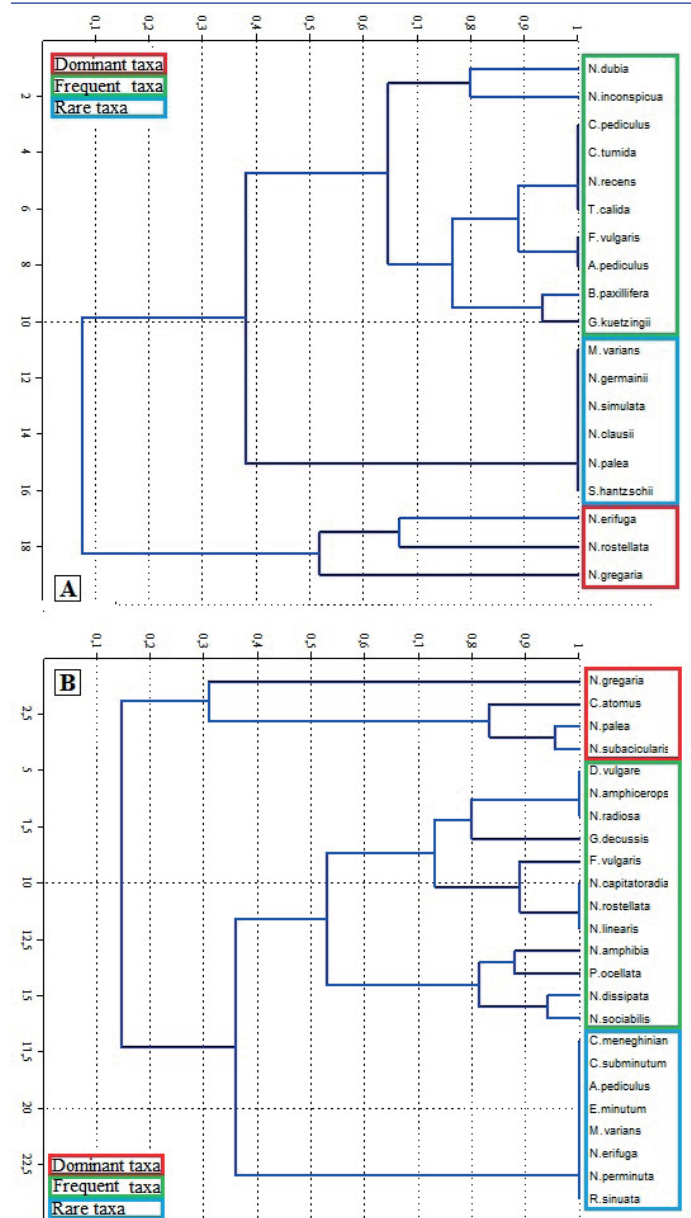 0,1 0,2 0,3 0,4 0,5 0,6 0,7 0,8 0,9 1
Dominant taxa
Frequent taxa
Rare taxa
2
4
6
8
10
12
14
16
18
N.dubia
N.inconspicua
C.pediculus
C.tumida
N.recens
T.calida
F.vulgaris
A.pediculus
B.paxillifera
G.kuetzingii
M.varians
N.germainii
N.simulata
N.clausii
N.palea
S.hantzschii
N.erifuga
N.rostellata
N.gregaria
A
0,1 0,2 0,3 0,4 0,5 0,6 0,7 0,8 0,9 1
B
2,5
5
1,5
10
12,5
15
11,5
20
22,5
N.gregaria
C.atomus
N.palea
N.subacicularis
D.vulgare
N.amphicerops
N.radiosa
G.decussis
F.vulgaris
N.capitatoradia
N.rostellata
N.linearis
N.amphibia
P.ocellata
N.dissipata
N.sociabilis
C.meneghinian
C.subminutum
A.pediculus
E.minutum
M.varians
N.erifuga
N.perminuta
R.sinuata
Dominant taxa
Frequent taxa
Rare taxa